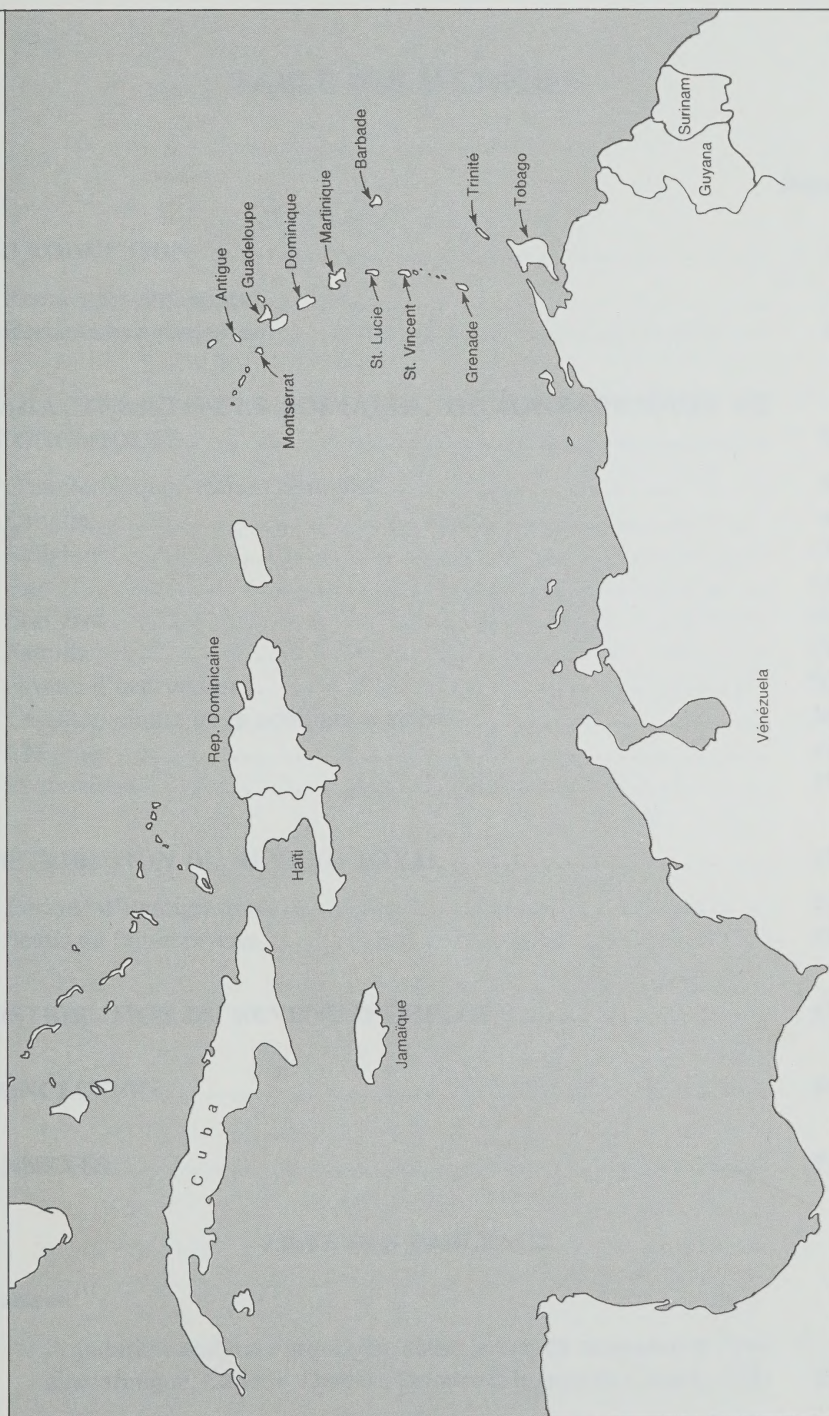 Cuba
Jamaïque
Haïti
Rep. Dominicaine
Montserrat
Antigue
Guadeloupe
Dominique
Martinique
St. Lucie
Barbade
St. Vincent
Grenade
Trinité
Tobago
Vénézuela
Guyana
Surinam